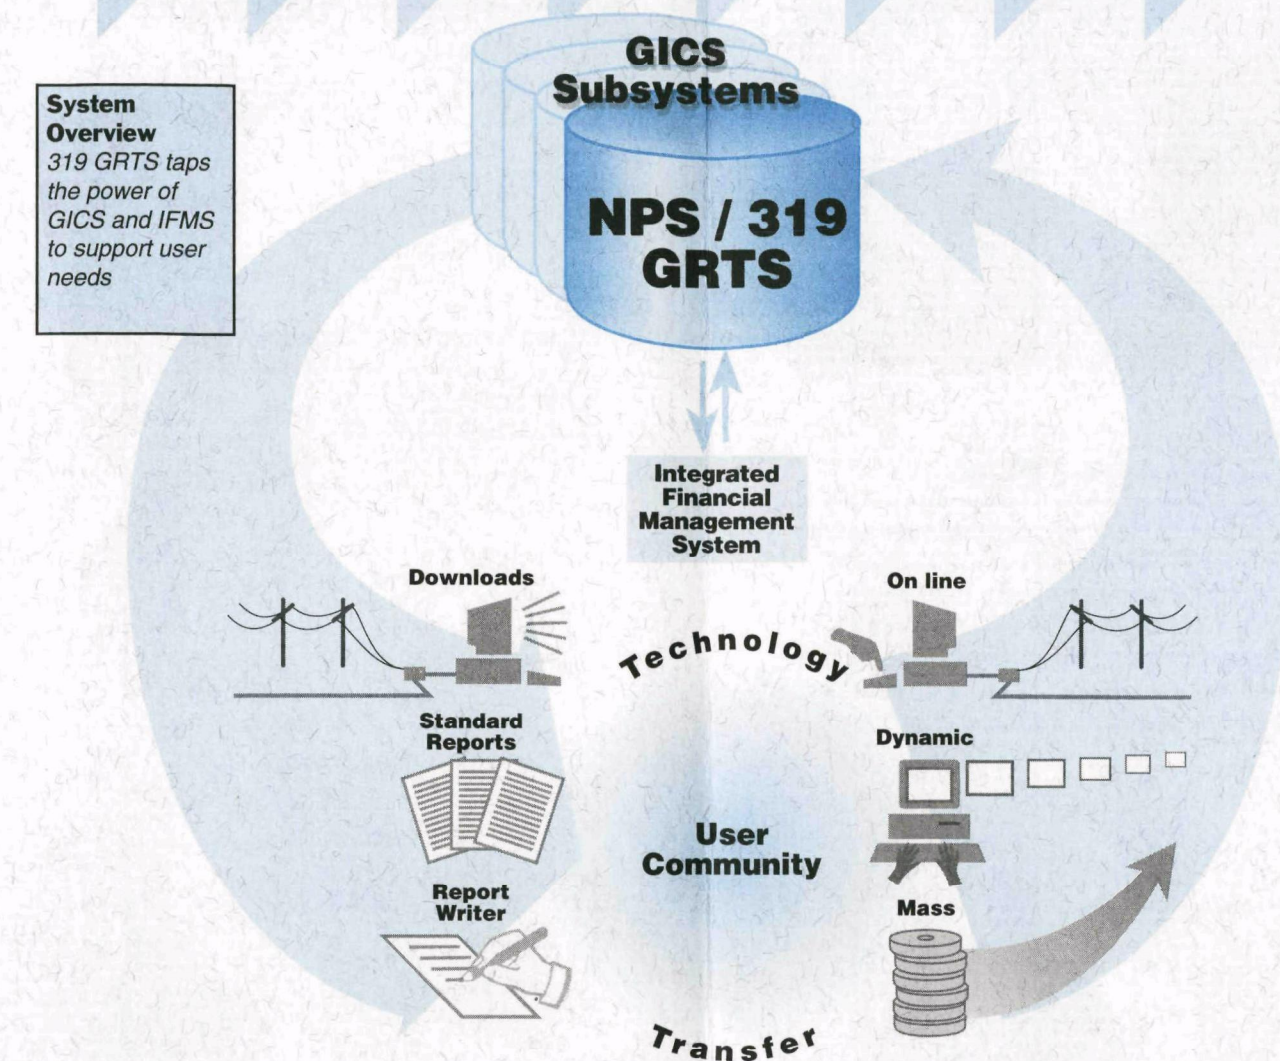 GICS
Subsystems
System
Overview
319 GRTS taps
the power of
GICS and IFMS
to support user
needs
NPS / 319
GRTS
Integrated
Financial
Management
System
Downloads
On line
Technology
Standard
Reports
Dynamic
User
Community
Report
Writer
Mass
Transfer